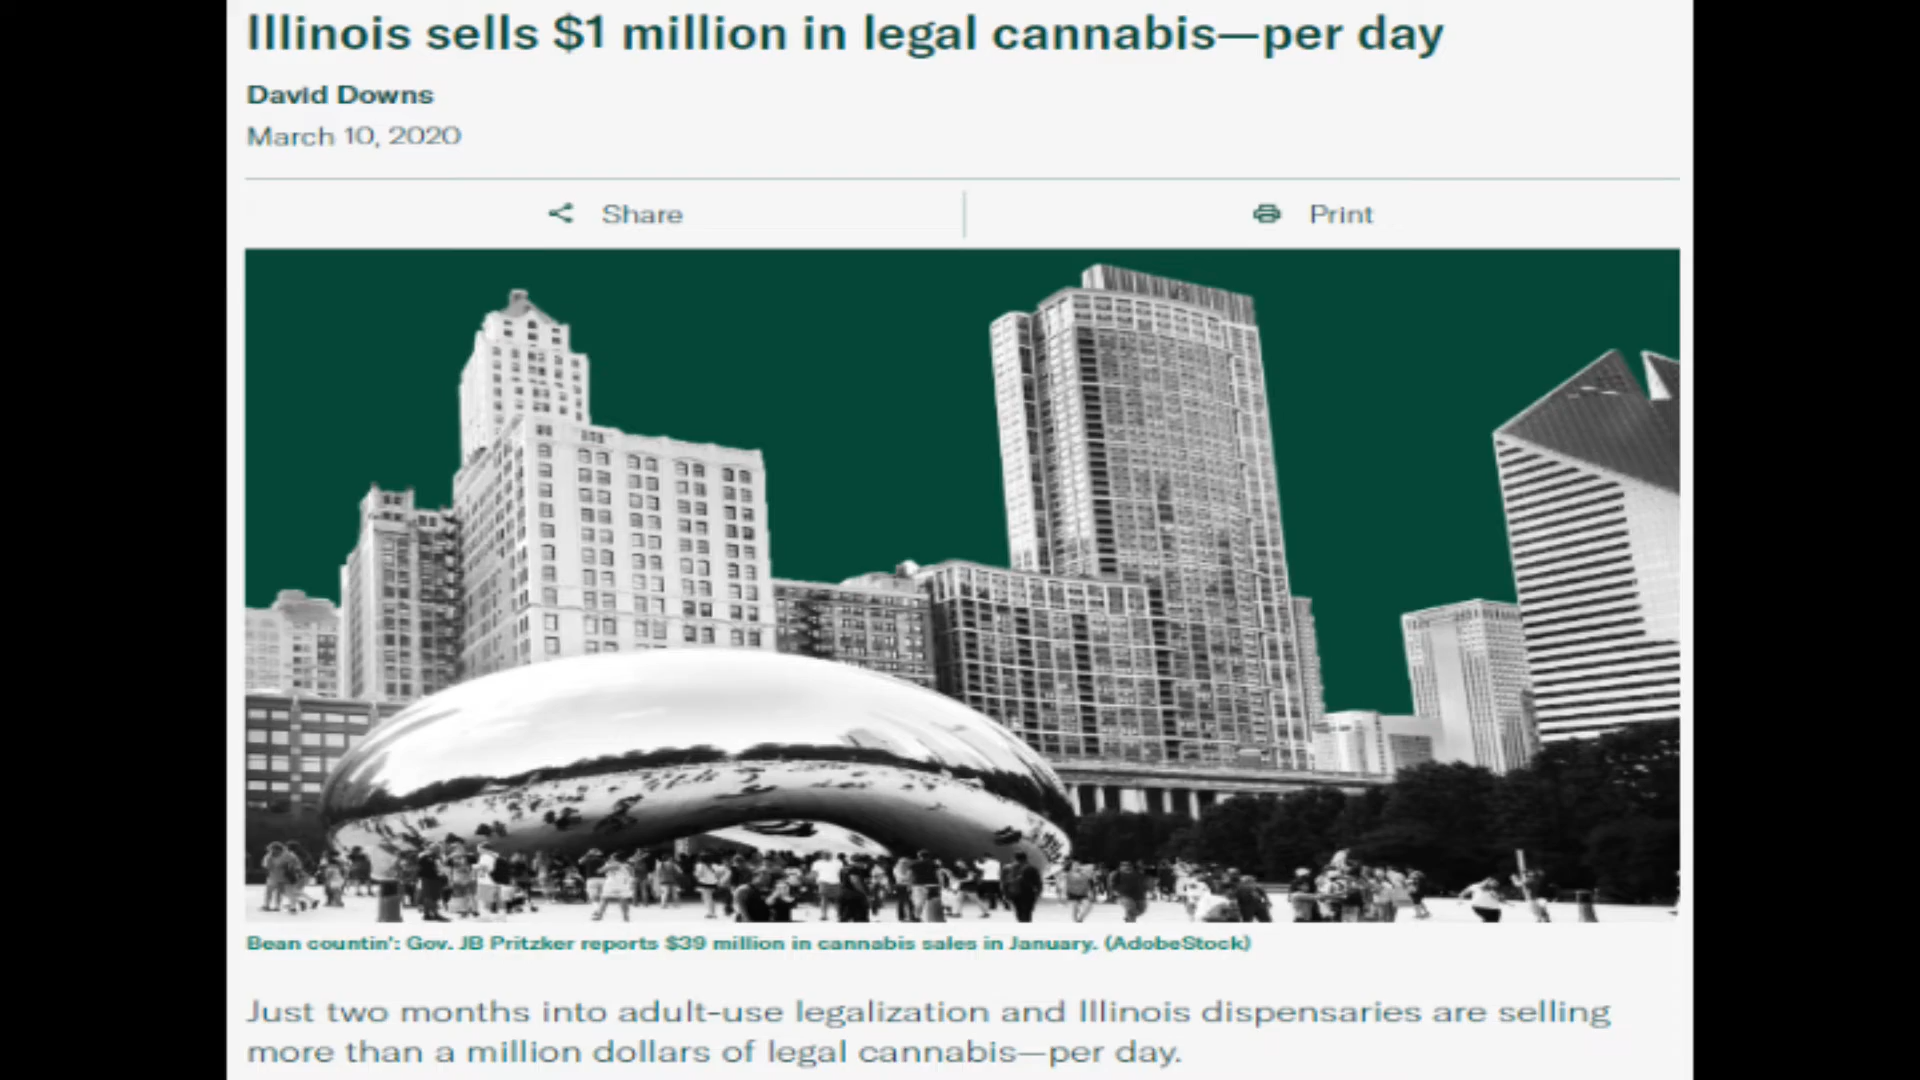 Illinois sells $1 million in legal cannabis—per day
David Downs
March 10, 2020
Share
Print
Bean countin': Gov. JB Pritzker reports $39 million in cannabis sales in January. (AdobeStock)
Just two months into adult-use legalization and Illinois dispensaries are selling
more than a million dollars of legal cannabis—per day.